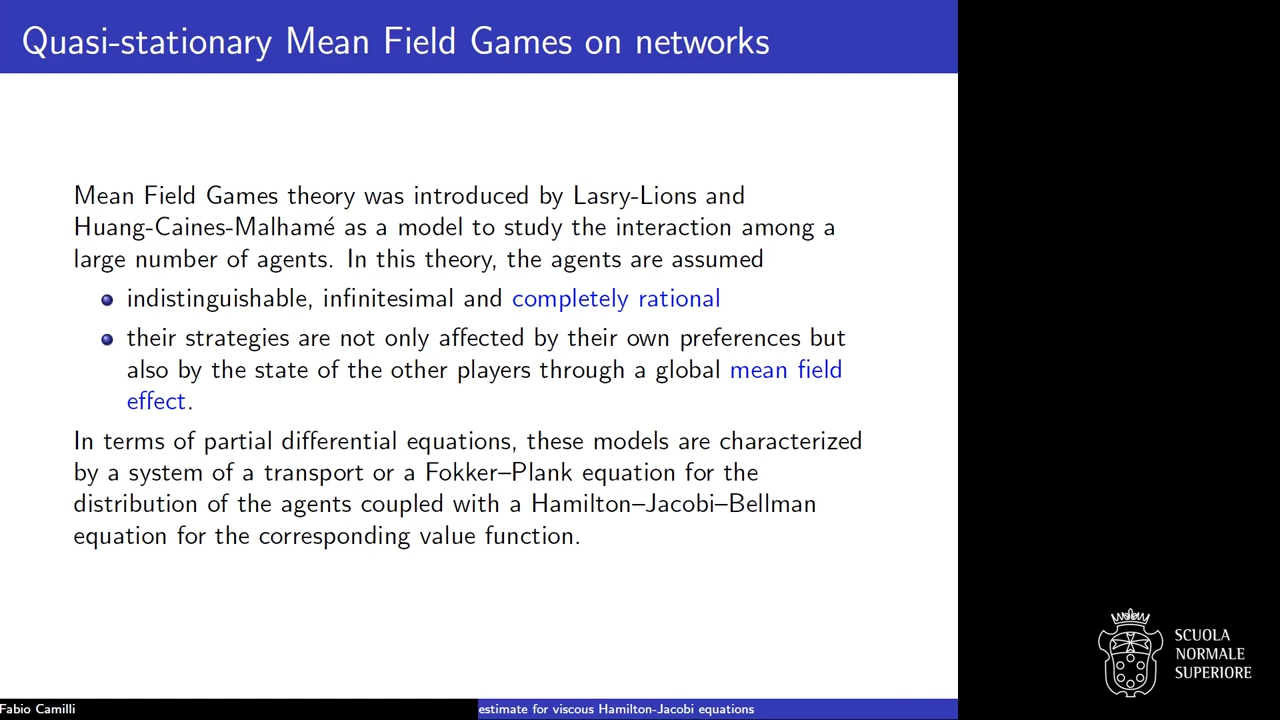 Quasi-stationary Mean Field Games on networks
Mean Field Games theory was introduced by Lasry-Lions and
Huang-Caines-Malhamé as a model to study the interaction among a
large number of agents. In this theory, the agents are assumed
indistinguishable, infinitesimal and completely rational
their strategies are not only affected by their own preferences but
also by the state of the other players through a global mean field
effect.
In terms of partial differential equations, these models are characterized
by a system of a transport or a Fokker–Plank equation for the
distribution of the agents coupled with a Hamilton–Jacobi–Bellman
equation for the corresponding value function.
SCUOLA
NORMALE
SUPERIORE
Fabio Camilli
estimate for viscous Hamilton-Jacobi equations